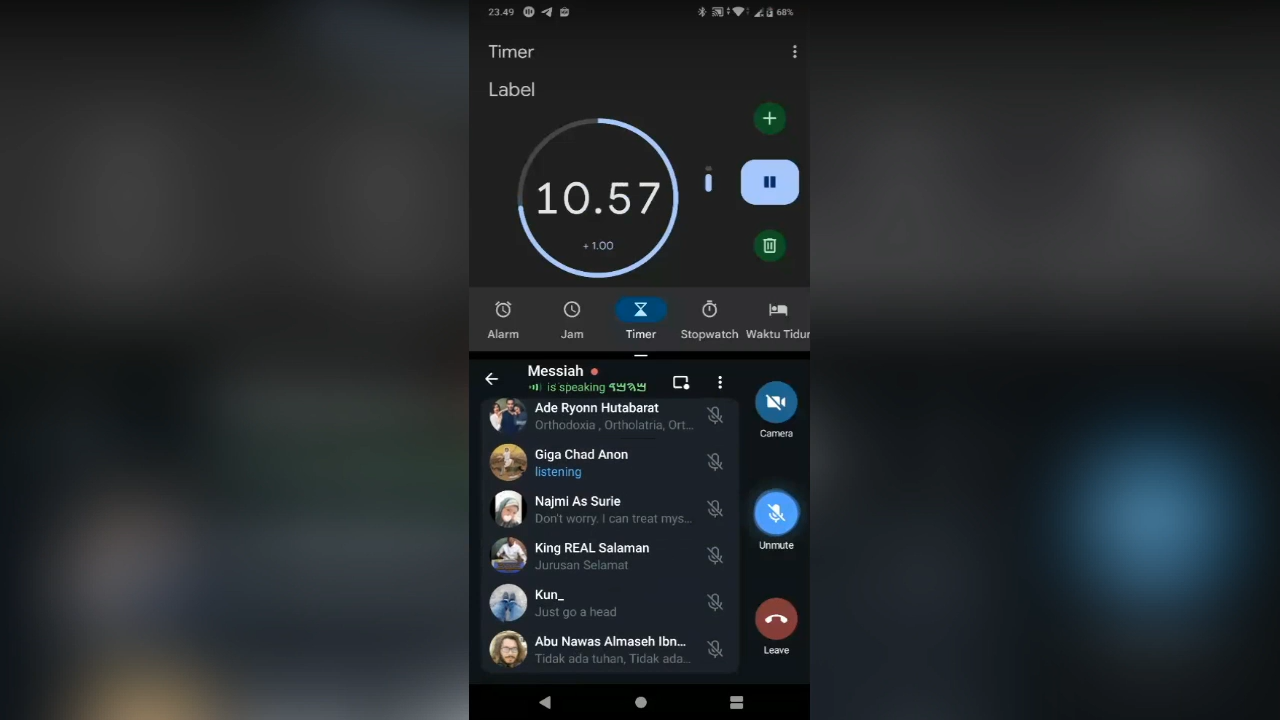 23.49
68%
Timer
Label
10.57
+ 1.00
Alarm
Jam
Timer
Stopwatch
Waktu Tidur
Messiah
is speaking
Ade Ryonn Hutabarat
Orthodoxia , Ortholatria, Ort...
Giga Chad Anon
listening
Najmi As Surie
Don't worry. I can treat mys...
King REAL Salaman
Jurusan Selamat
Kun_
Just go a head
Abu Nawas Almaseh Ibn...
Tidak ada tuhan, Tidak ada...
Camera
Unmute
Leave